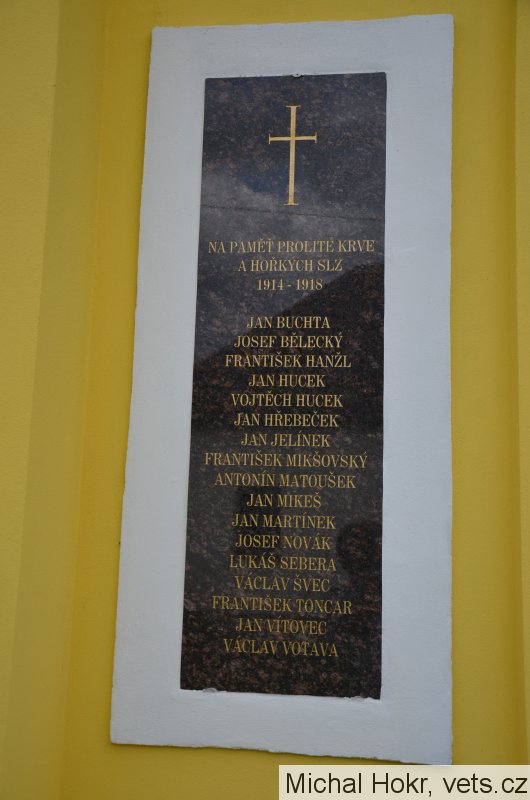 NA PAMĚŤ PROLITÉ KRVE
A HOŘKÝCH SLZ
1914 - 1918
JAN BUCHTA
JOSEF BĚLECKÝ
FRANTIŠEK HANŽL
JAN HUCEK
VOJTĚCH HUCEK
JAN HŘEBEČEK
JAN JELÍNEK
FRANTIŠEK MIKŠOVSKÝ
ANTONÍN MATOUŠEK
JAN MIKEŠ
JAN MARTÍNEK
JOSEF NOVÁK
LUKÁŠ SEBERA
VÁCLAV ŠVEC
FRANTIŠEK TONCAR
JAN VÍTOVEC
VÁCLAV VOTAVA
Michal Hokr, vets.cz